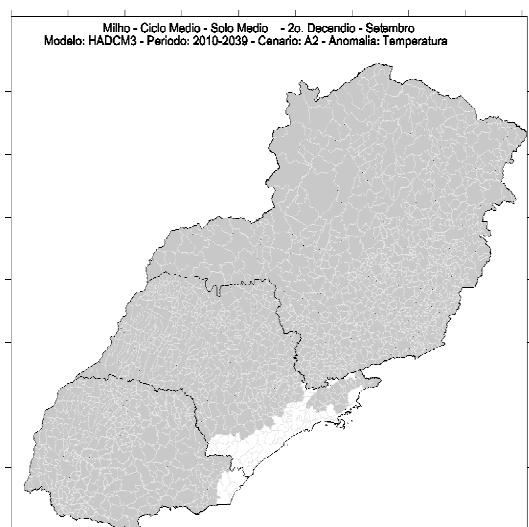 Milho - Ciclo Medio - Solo Medio - 2o. Decendio - Setembro
Modelo: HADCM3 - Periodo: 2010-2039 - Cenario: A2 - Anomalia: Temperatura